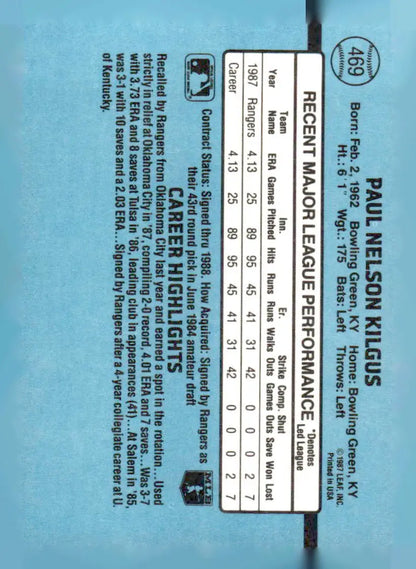 469
PAUL NELSON KILGUS
Born: Feb. 2, 1962 Bowling Green, KY Home: Bowling Green, KY
Ht.: 6'1" Wgt.: 175 Bats: Left Throws: Left
©1987 LEAF, INC.
Printed in USA
RECENT MAJOR LEAGUE PERFORMANCE *Denotes Led League
Team Inn. Er. Strike Comp. Shut
Year Name ERA Games Pitched Hits Runs Runs Walks Outs Games Outs Save Won Lost
1987 Rangers 4.13 25 89 95 45 41 31 42 0 0 0 2 7
Career 4.13 25 89 95 45 41 31 42 0 0 0 2 7
Contract Status: Signed thru 1988. How Acquired: Signed by Rangers as
their 43rd round pick in June 1984 amateur draft
CAREER HIGHLIGHTS
MLB
Recalled by Rangers from Oklahoma City last year and earned a spot in the rotation...Used
strictly in relief at Oklahoma City in '87, compiling 2-0 record, 4.01 ERA and 7 saves...Was 3-7
with 3.73 ERA and 8 saves at Tulsa in '86, leading club in appearances (41)...At Salem in '85,
was 3-1 with 10 saves and a 2.03 ERA...Signed by Rangers after a 4-year collegiate career at U.
of Kentucky.